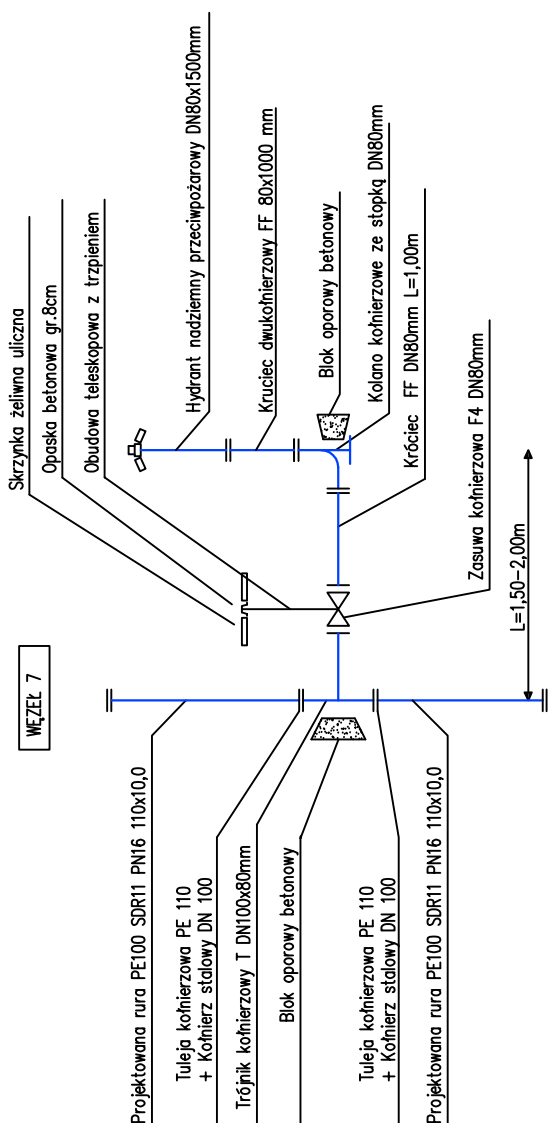 WĘZEŁ 7
Skrzynka żeliwna uliczna
Opaska betonowa gr.8cm
Obudowa teleskopowa z trzpieniem
Hydrant nadziemny przeciwpożarowy DN80x1500mm
Kruciec dwukołnierzowy FF 80x1000 mm
Blok oporowy betonowy
Kolano kołnierzowe ze stopką DN80mm
Króciec FF DN80mm L=1,00m
Zasuwa kołnierzowa F4 DN80mm
L=1,50-2,00m
Projektowana rura PE100 SDR11 PN16 110x10,0
Tuleja kołnierzowa PE 110
+ Kołnierz stalowy DN 100
Trójnik kołnierzowy T DN100x80mm
Blok oporowy betonowy
Tuleja kołnierzowa PE 110
+ Kołnierz stalowy DN 100
Projektowana rura PE100 SDR11 PN16 110x10,0